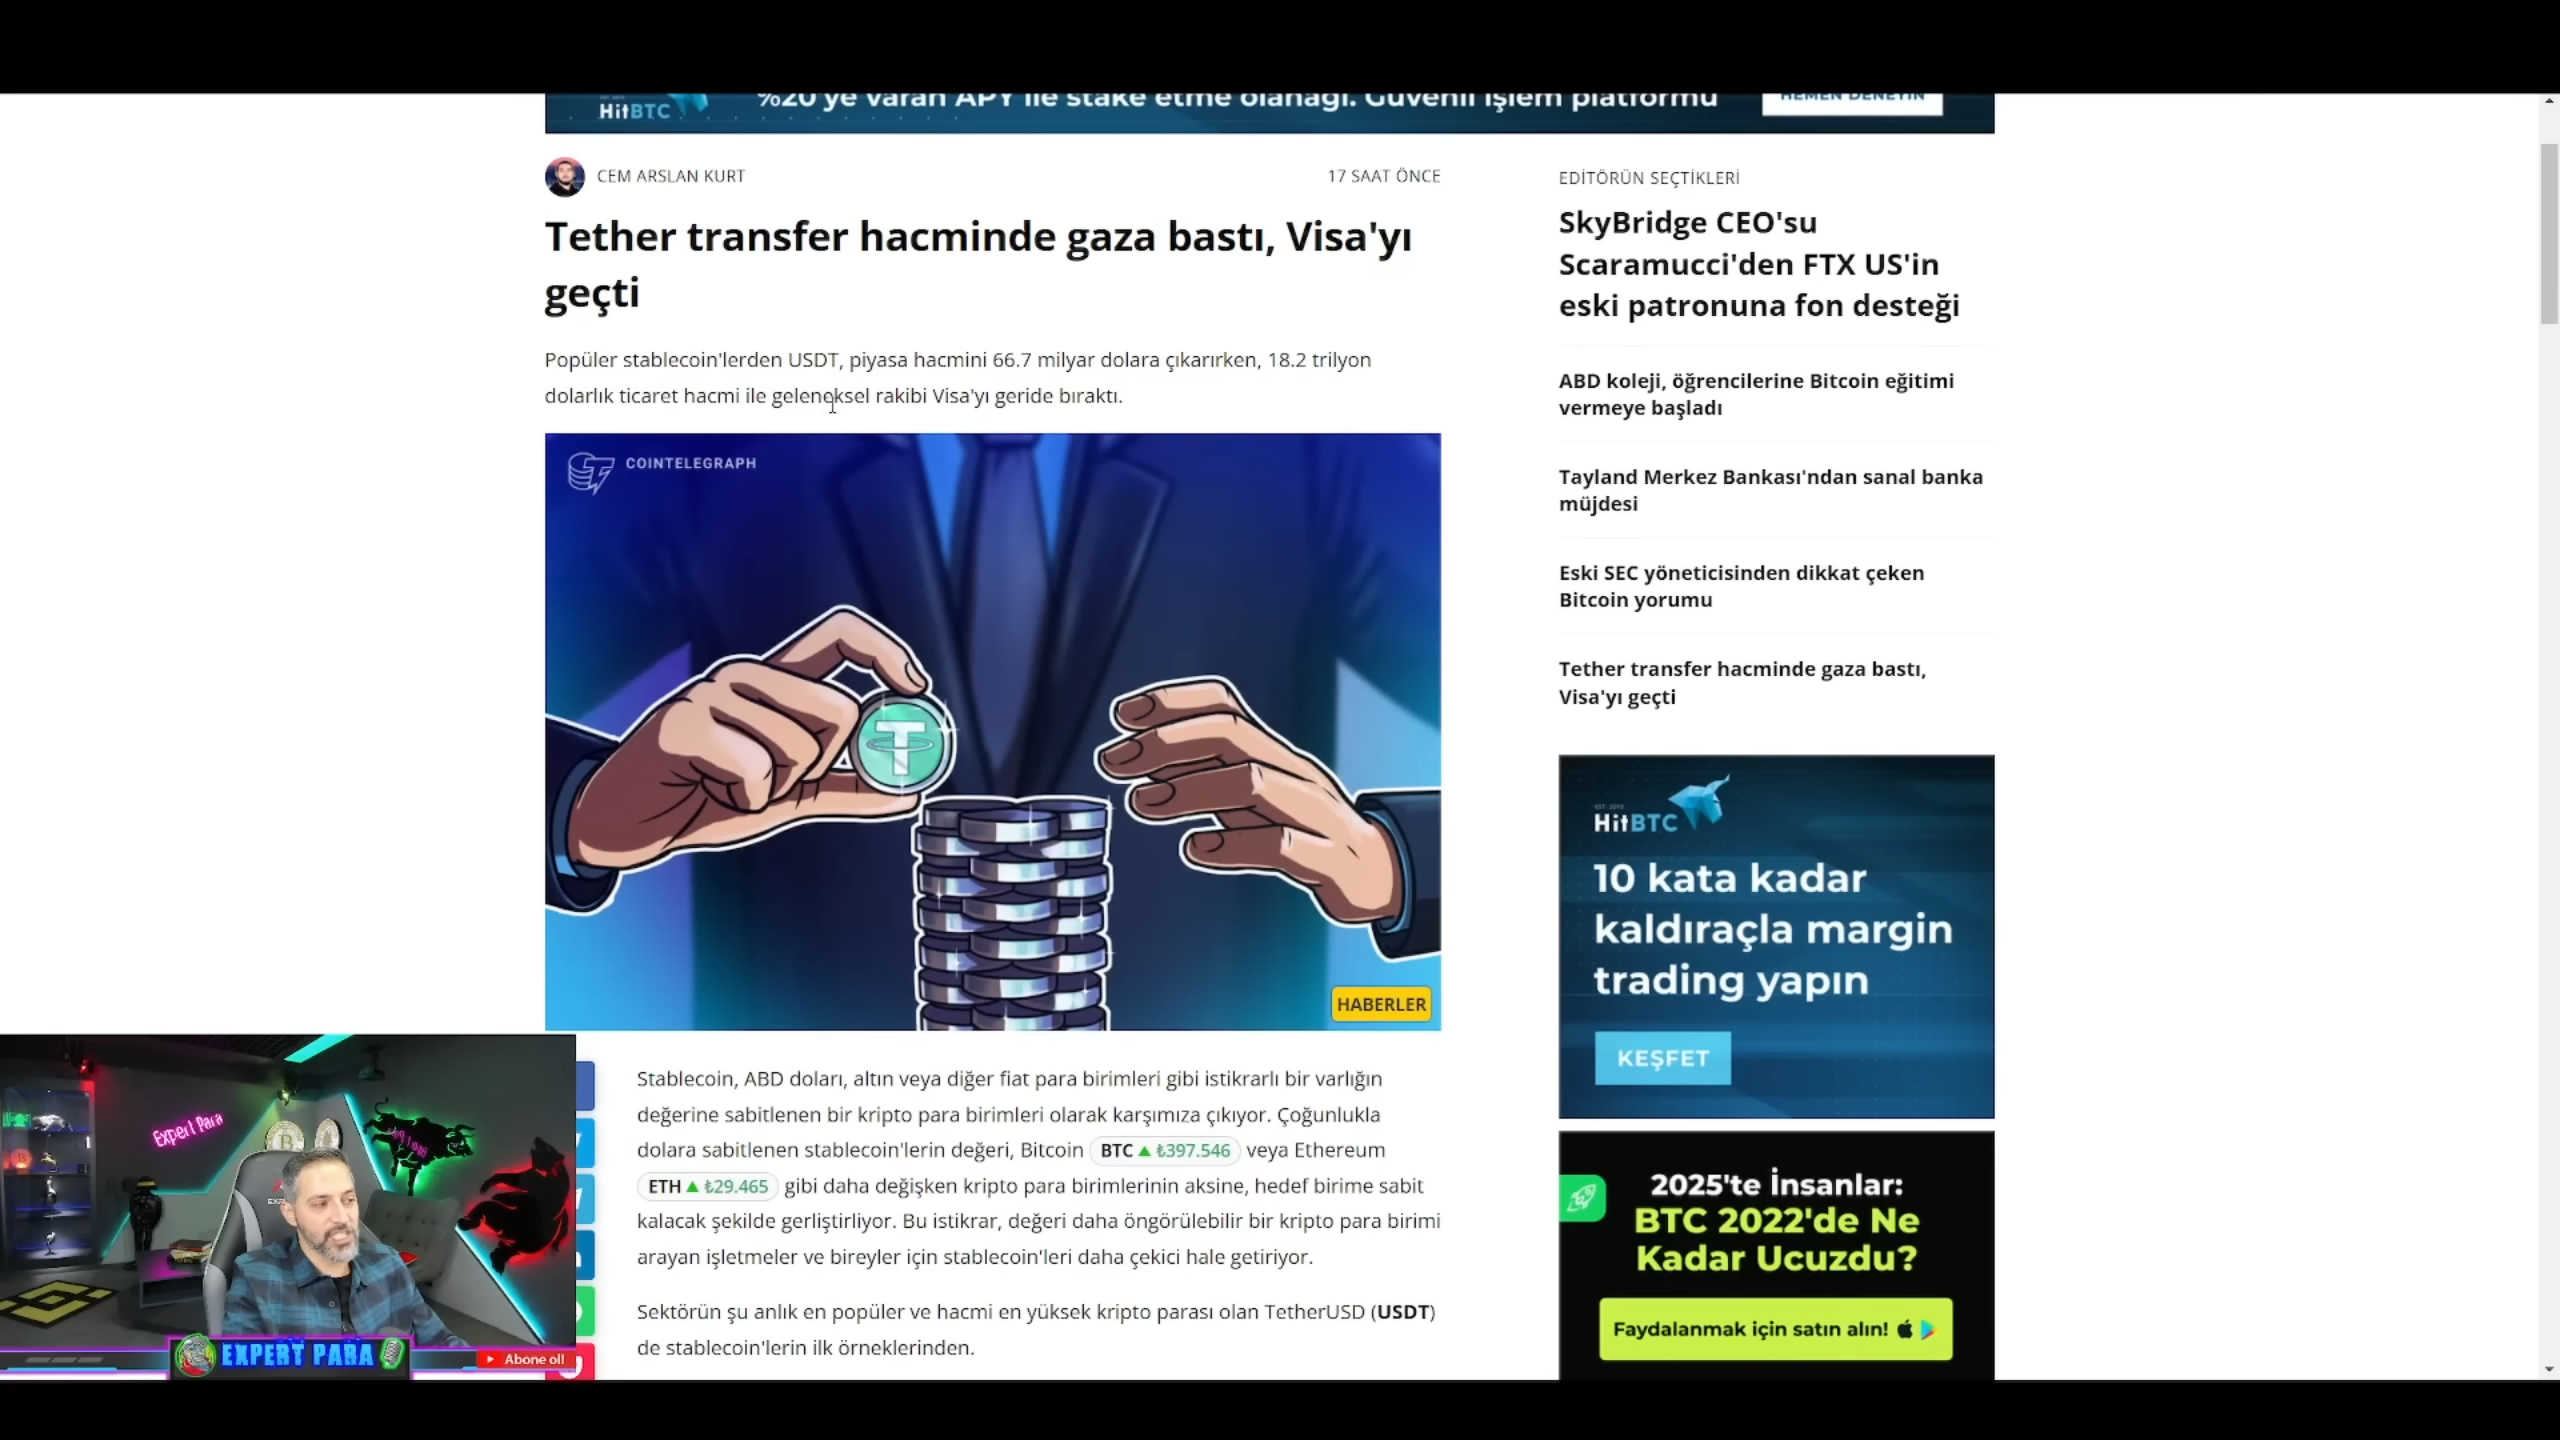 HitBTC
%20'ye varan APY ile stake etme olanağı. Güvenli işlem platformu
HEMEN DENEYİN
CEM ARSLAN KURT
17 SAAT ÖNCE
Tether transfer hacminde gaza bastı, Visa'yı
geçti
Popüler stablecoin'lerden USDT, piyasa hacmini 66.7 milyar dolara çıkarırken, 18.2 trilyon
dolarlık ticaret hacmi ile geleneksel rakibi Visa'yı geride bıraktı.
COINTELEGRAPH
HABERLER
Stablecoin, ABD doları, altın veya diğer fiat para birimleri gibi istikrarlı bir varlığın
değerine sabitlenen bir kripto para birimleri olarak karşımıza çıkıyor. Çoğunlukla
dolara sabitlenen stablecoin'lerin değeri, Bitcoin BTC ▲ ₺397.546 veya Ethereum
ETH ▲ ₺29.465 gibi daha değişken kripto para birimlerinin aksine, hedef birime sabit
kalacak şekilde gerliştirliyor. Bu istikrar, değeri daha öngörülebilir bir kripto para birimi
arayan işletmeler ve bireyler için stablecoin'leri daha çekici hale getiriyor.
Sektörün şu anlık en popüler ve hacmi en yüksek kripto parası olan TetherUSD (USDT)
de stablecoin'lerin ilk örneklerinden.
EDİTÖRÜN SEÇTİKLERİ
SkyBridge CEO'su
Scaramucci'den FTX US'in
eski patronuna fon desteği
ABD koleji, öğrencilerine Bitcoin eğitimi
vermeye başladı
Tayland Merkez Bankası'ndan sanal banka
müjdesi
Eski SEC yöneticisinden dikkat çeken
Bitcoin yorumu
Tether transfer hacminde gaza bastı,
Visa'yı geçti
HitBTC
10 kata kadar
kaldıraçla margin
trading yapın
KEŞFET
2025'te İnsanlar:
BTC 2022'de Ne
Kadar Ucuzdu?
Faydalanmak için satın alın!
Expert Para
EXPERT PARA
Abone oll